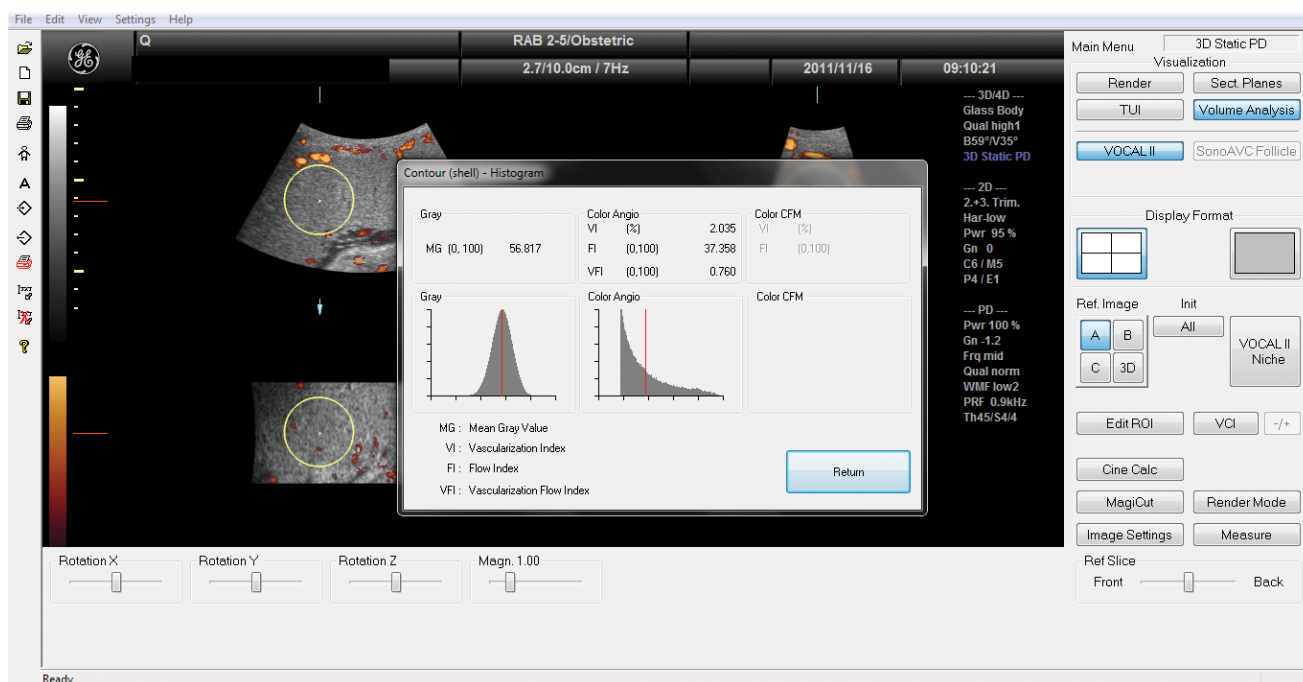 File Edit View Settings Help
Q RAB 2-5/Obstetric
2.7/10.0cm / 7Hz 2011/11/16 09:10:21
GE
--- 3D/4D ---
Glass Body
Qual high1
B59°/V35°
3D Static PD
--- 2D ---
2.+3. Trim.
Har-low
Pwr 95 %
Gn 0
C6 / M5
P4 / E1
--- PD ---
Pwr 100 %
Gn -1.2
Frq mid
Qual norm
WMF low2
PRF 0.9kHz
Th45/S4/4
Contour (shell) - Histogram
Gray Color Angio Color CFM
VI (%) 2.035 VI (%)
MG (0, 100) 56.817 FI (0,100) 37.358 FI (0,100)
VFI (0,100) 0.760
Gray Color Angio Color CFM
MG : Mean Gray Value
VI : Vascularization Index
FI : Flow Index
VFI : Vascularization Flow Index
Return
Main Menu 3D Static PD
Visualization
Render Sect. Planes
TUI Volume Analysis
VOCAL II SonoAVC Follicle
Display Format
Ref. Image Init
A B All
C 3D
VOCAL II
Niche
Edit ROI VCI -/+
Cine Calc
MagiCut Render Mode
Image Settings Measure
Ref Slice
Front Back
Rotation X Rotation Y Rotation Z Magn. 1.00
A
Ready